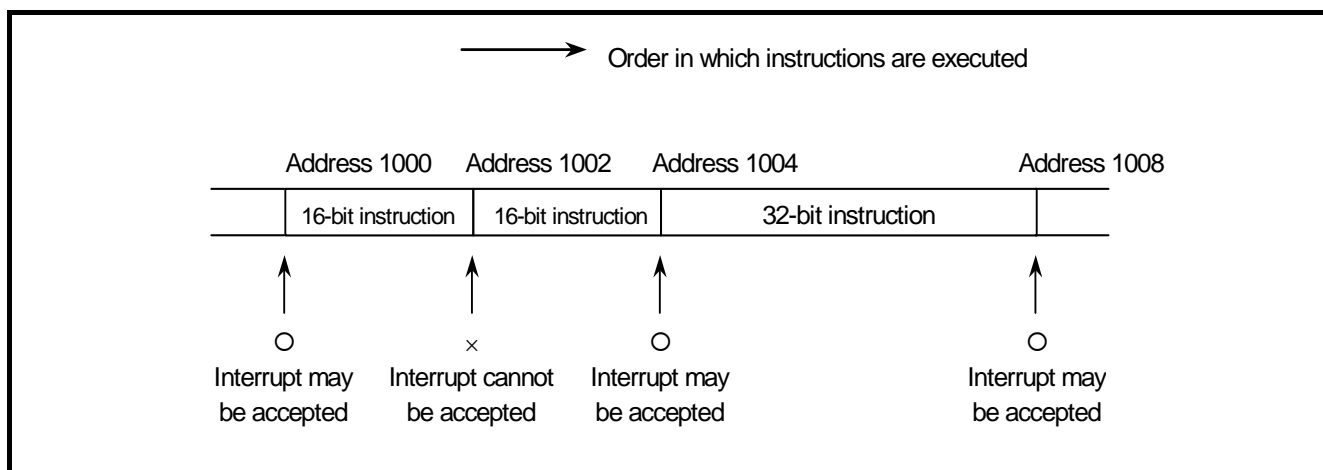 Order in which instructions are executed
Address 1000 Address 1002 Address 1004 Address 1008
16-bit instruction 16-bit instruction 32-bit instruction
○ × ○ ○
Interrupt may Interrupt cannot Interrupt may Interrupt may
be accepted be accepted be accepted be accepted